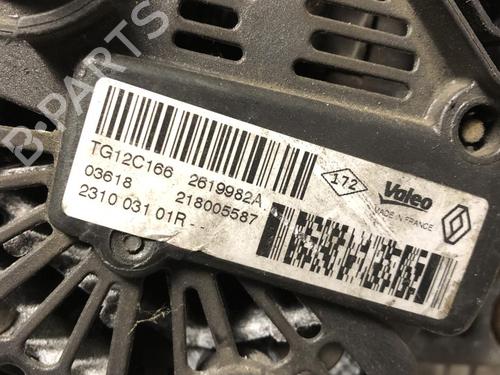 B-PARTS
TG12C166 2619982A
03618 218005587
2310 031 01R--
172
Valeo
MADE IN FRANCE